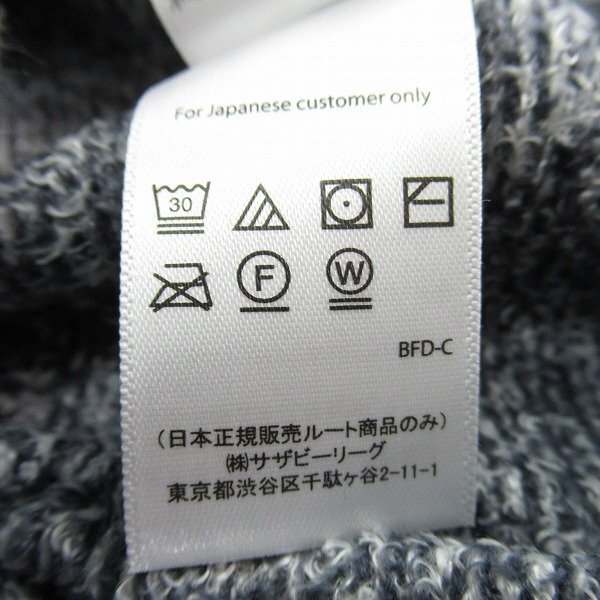 For Japanese customer only
30
F W
BFD-C
（日本正規販売ルート商品のみ）
㈱サザビーリーグ
東京都渋谷区千駄ヶ谷2-11-1